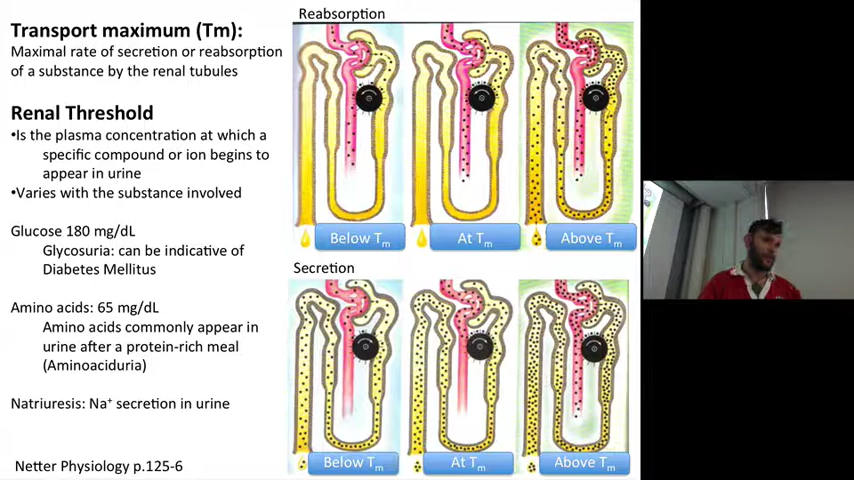 Transport maximum (Tm):
Maximal rate of secretion or reabsorption
of a substance by the renal tubules
Renal Threshold
•Is the plasma concentration at which a
specific compound or ion begins to
appear in urine
•Varies with the substance involved
Glucose 180 mg/dL
Glycosuria: can be indicative of
Diabetes Mellitus
Amino acids: 65 mg/dL
Amino acids commonly appear in
urine after a protein-rich meal
(Aminoaciduria)
Natriuresis: Na⁺ secretion in urine
Netter Physiology p.125-6
Reabsorption
Below Tm
At Tm
Above Tm
Secretion
Below Tm
At Tm
Above Tm